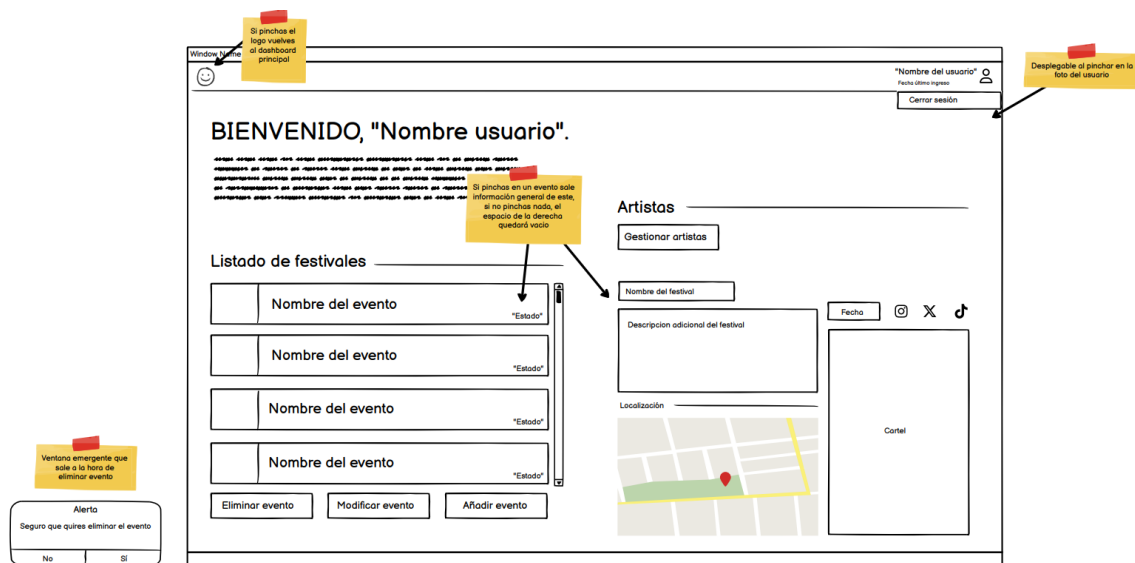 Si pinchas el
logo vuelves
al dashboard
principal
Window Name
"Nombre del usuario"
Fecha último ingreso
Cerrar sesión
Desplegable al pinchar en la
foto del usuario
BIENVENIDO, "Nombre usuario".
Si pinchas en un evento sale
información general de este,
si no pinchas nada, el
espacio de la derecha
quedará vacio
Artistas
Gestionar artistas
Listado de festivales
Nombre del evento
"Estado"
Nombre del evento
"Estado"
Nombre del evento
"Estado"
Nombre del evento
"Estado"
Eliminar evento
Modificar evento
Añadir evento
Nombre del festival
Descripcion adicional del festival
Fecha
Localización
Cartel
Ventana emergente que
sale a la hora de
eliminar evento
Alerta
Seguro que quires eliminar el evento
No
Sí